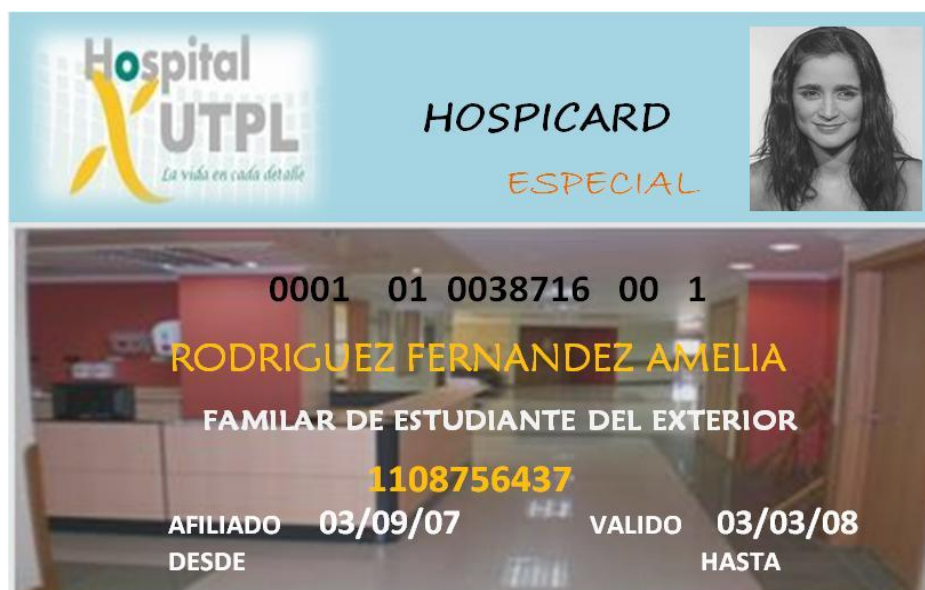 Hospital
UTPL
La vida en cada detalle
HOSPICARD
ESPECIAL
0001 01 0038716 00 1
RODRIGUEZ FERNANDEZ AMELIA
FAMILAR DE ESTUDIANTE DEL EXTERIOR
1108756437
AFILIADO 03/09/07 VALIDO 03/03/08
DESDE HASTA